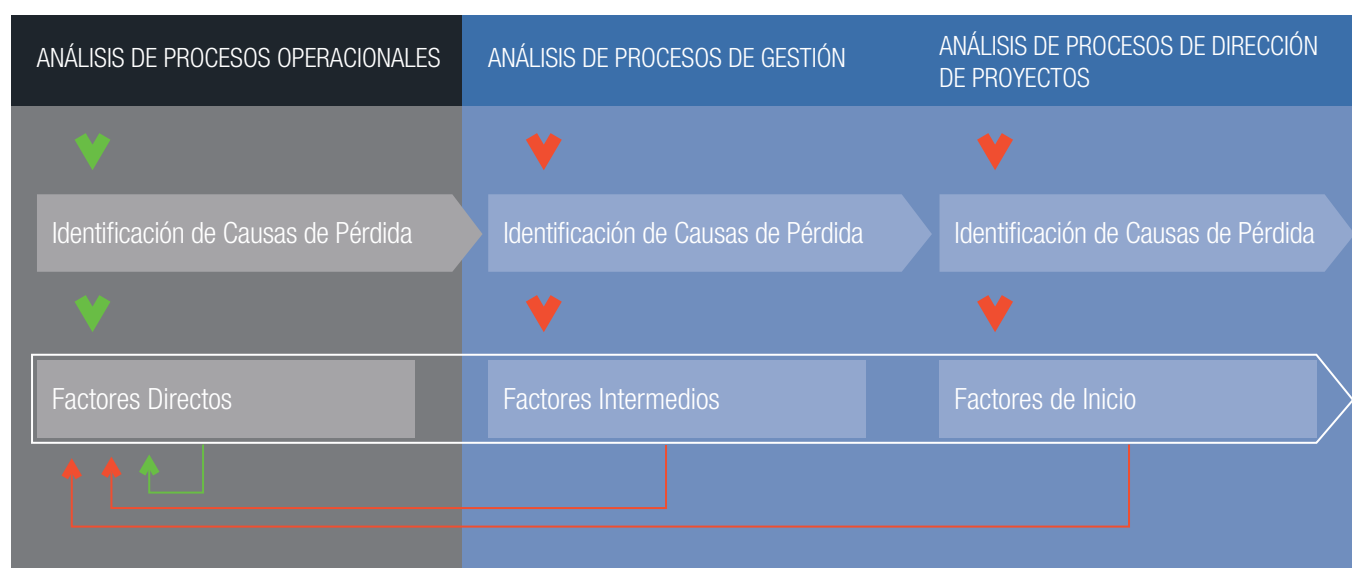 ANÁLISIS DE PROCESOS OPERACIONALES
ANÁLISIS DE PROCESOS DE GESTIÓN
ANÁLISIS DE PROCESOS DE DIRECCIÓN
DE PROYECTOS
Identificación de Causas de Pérdida
Identificación de Causas de Pérdida
Identificación de Causas de Pérdida
Factores Directos
Factores Intermedios
Factores de Inicio